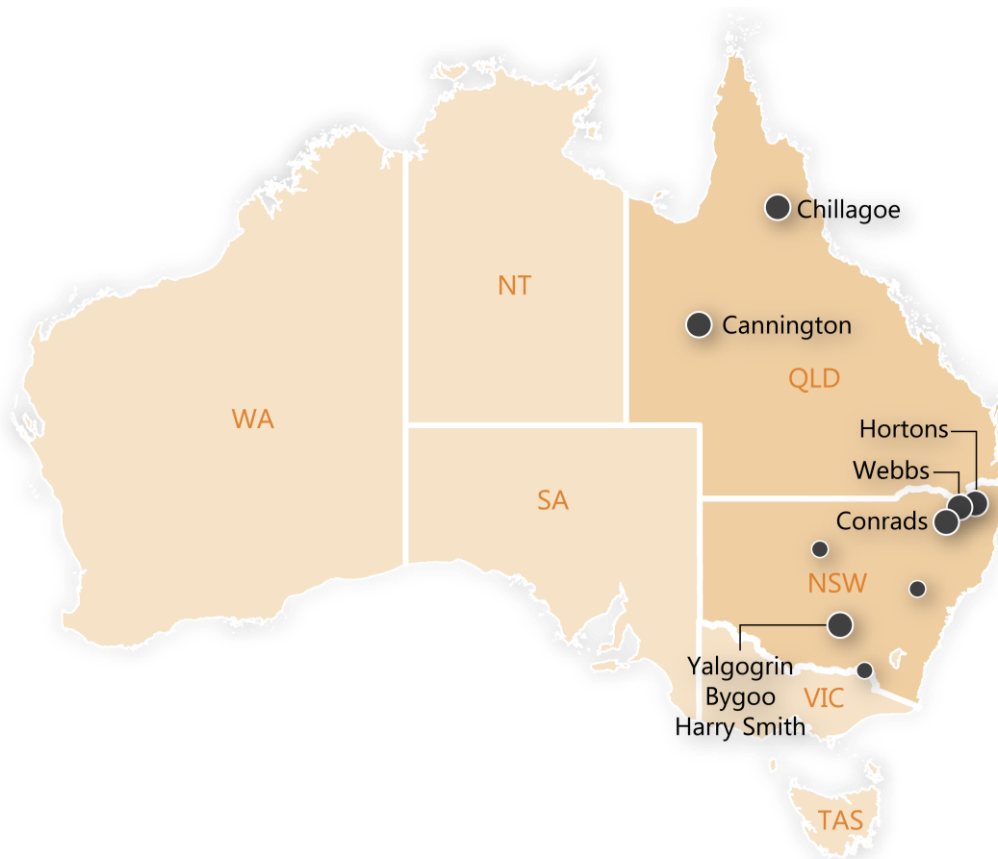 Chillagoe
NT
Cannington
QLD
WA
Hortons
Webbs
SA
Conrads
NSW
Yalgogrin
Bygoo
Harry Smith
VIC
TAS